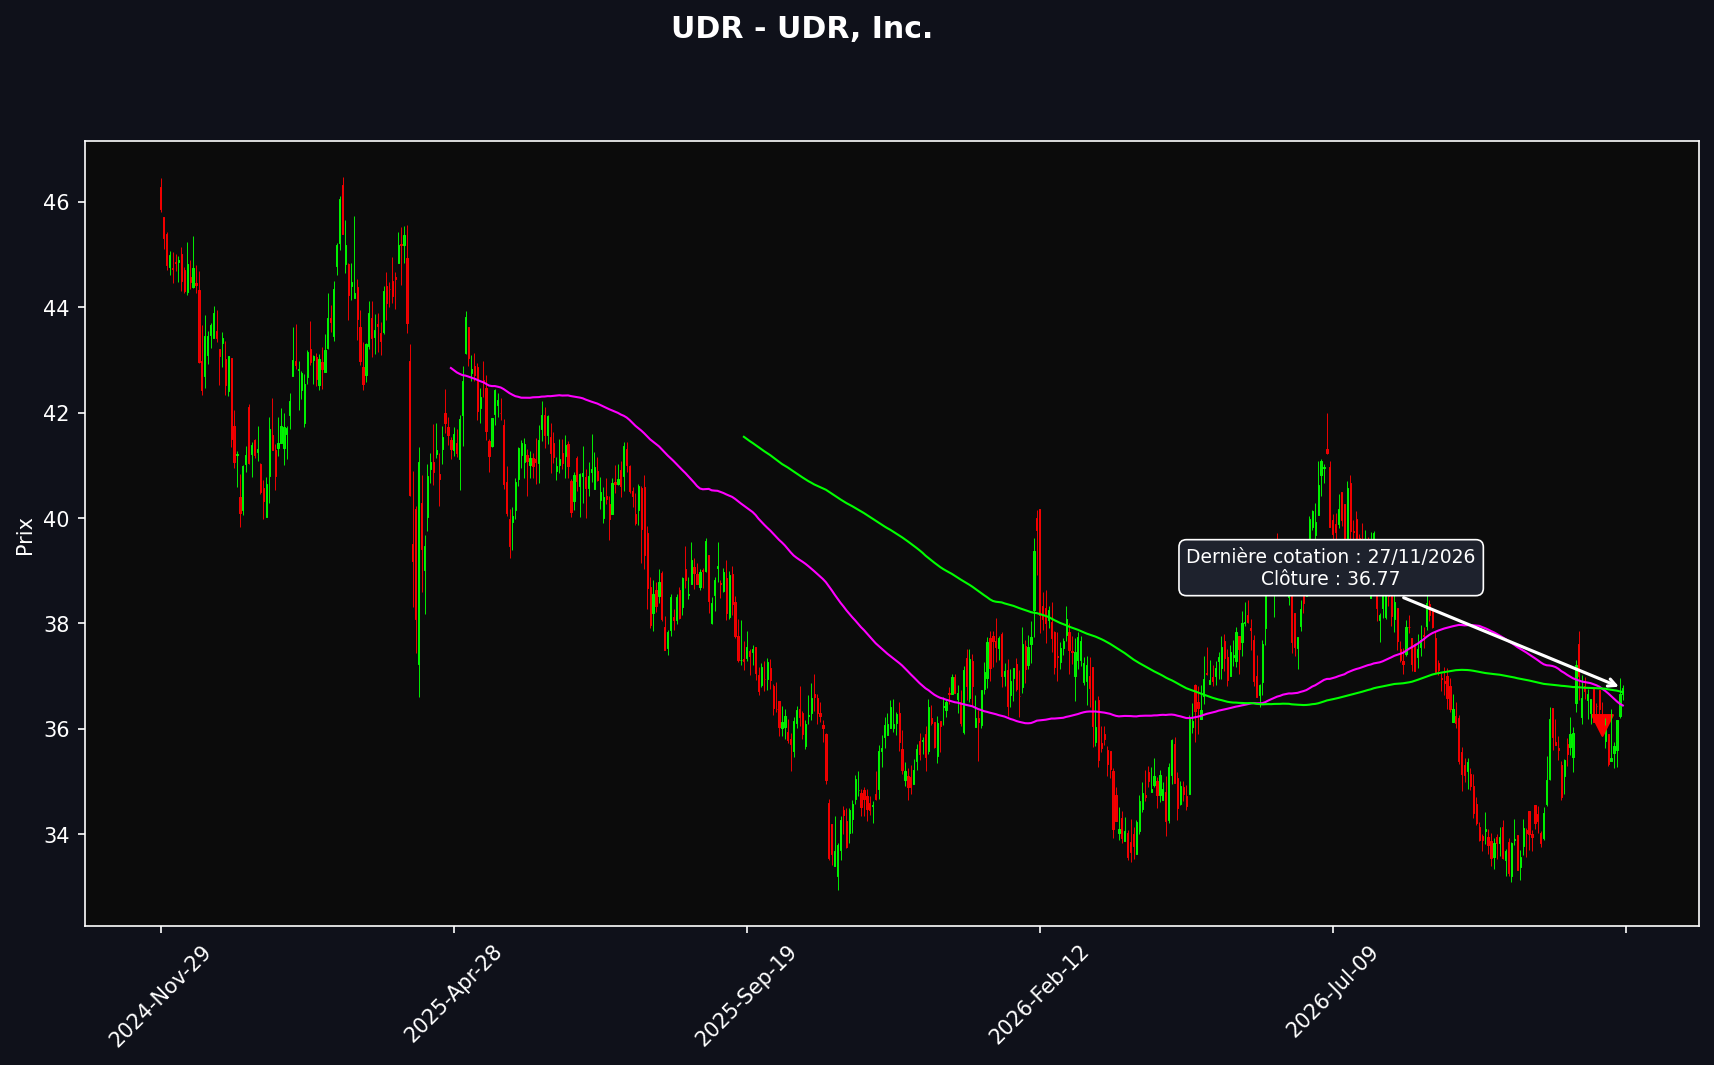 UDR - UDR, Inc.
46
44
42
40
38
36
34
Prix
Dernière cotation : 27/11/2026
Clôture : 36.77
2024-Nov-29
2025-Apr-28
2025-Sep-19
2026-Feb-12
2026-Jul-09